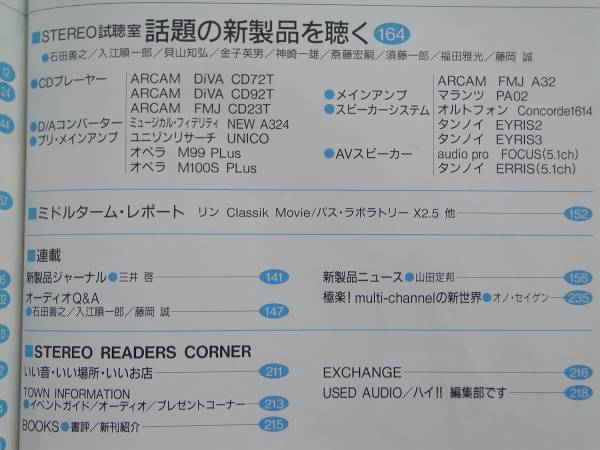 ■STEREO試聴室 話題の新製品を聴く 164
●石田善之／入江順一郎／貝山知弘／金子英男／神崎一雄／斎藤宏嗣／須藤一郎／福田雅光／藤岡 誠
●CDプレーヤー ARCAM DiVA CD72T
ARCAM DiVA CD92T
ARCAM FMJ CD23T
●D/Aコンバーター ミュージカル・フィデリティ NEW A324
●プリ・メインアンプ ユニゾンリサーチ UNICO
オペラ M99 PLus
オペラ M100S PLus
ARCAM FMJ A32
●メインアンプ マランツ PA02
●スピーカーシステム オルトフォン Concorde1614
タンノイ EYRIS2
タンノイ EYRIS3
●AVスピーカー audio pro FOCUS(5.1ch)
タンノイ ERRIS(5.1ch)
■ミドルターム・レポート リン Classik Movie/パス・ラボラトリー X2.5 他 152
■連載
新製品ジャーナル●三井 啓 141
オーディオQ&A
●石田善之／入江順一郎／藤岡 誠 147
新製品ニュース●山田定邦 158
極楽! multi-channelの新世界●オノ・セイゲン 235
■STEREO READERS CORNER
いい音・いい場所・いいお店 211
TOWN INFORMATION
●イベントガイド／オーディオ／プレゼントコーナー 213
BOOKS●書評／新刊紹介 215
EXCHANGE 216
USED AUDIO／ハイ!! 編集部です 218